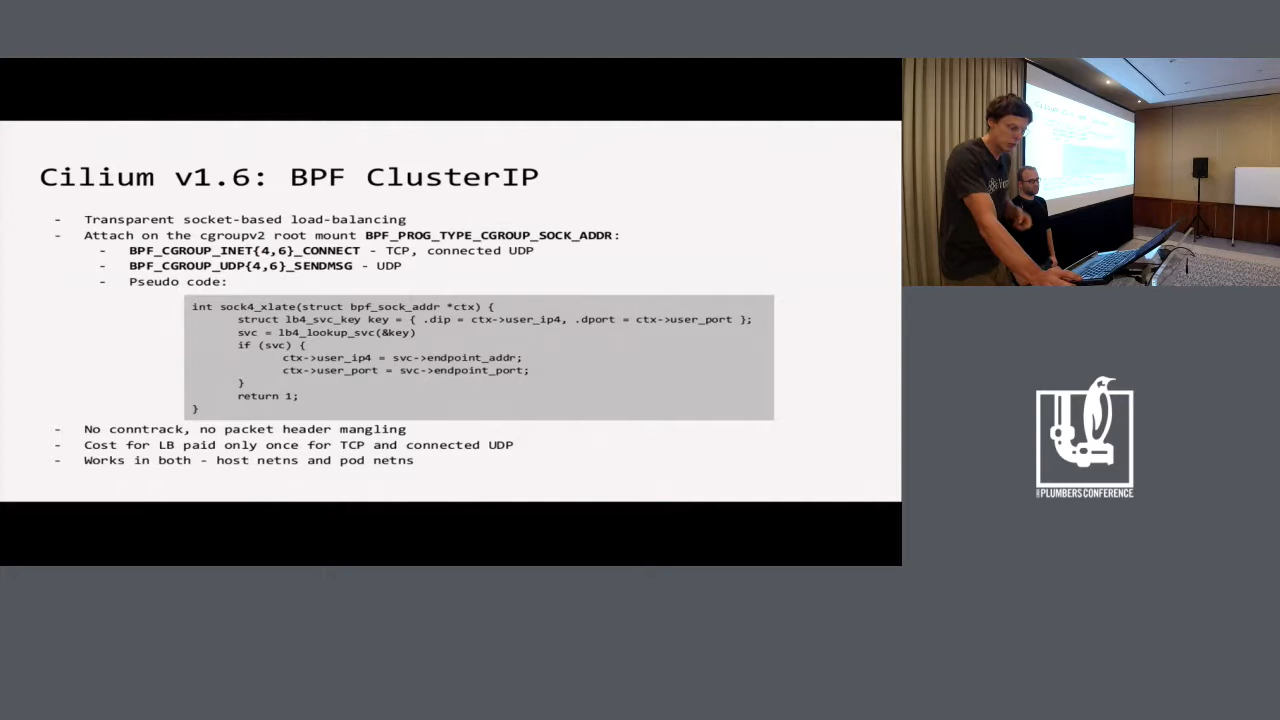 Cilium v1.6: BPF ClusterIP
- Transparent socket-based load-balancing
- Attach on the cgroupv2 root mount BPF_PROG_TYPE_CGROUP_SOCK_ADDR:
- BPF_CGROUP_INET{4,6}_CONNECT - TCP, connected UDP
- BPF_CGROUP_UDP{4,6}_SENDMSG - UDP
- Pseudo code:
int sock4_xlate(struct bpf_sock_addr *ctx) {
struct lb4_svc_key key = { .dip = ctx->user_ip4, .dport = ctx->user_port };
svc = lb4_lookup_svc(&key)
if (svc) {
ctx->user_ip4 = svc->endpoint_addr;
ctx->user_port = svc->endpoint_port;
}
return 1;
}
- No conntrack, no packet header mangling
- Cost for LB paid only once for TCP and connected UDP
- Works in both - host netns and pod netns
PLUMBERS CONFERENCE